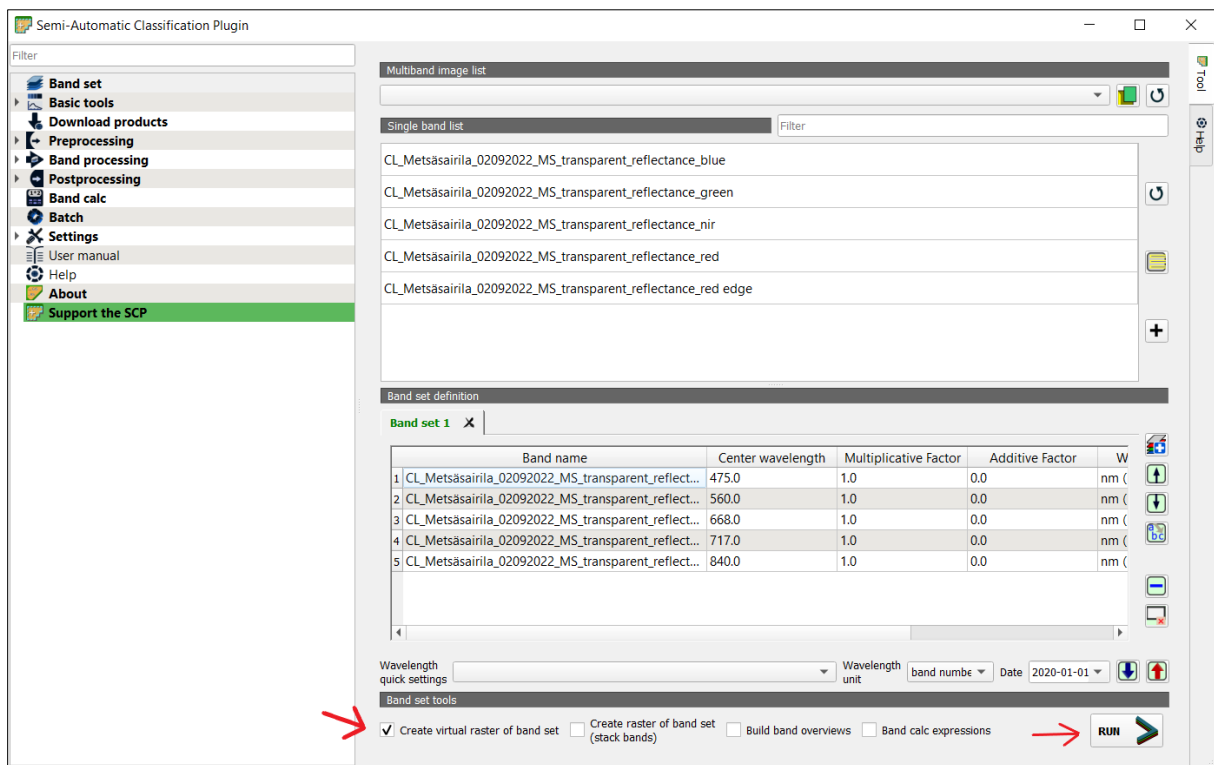 Semi-Automatic Classification Plugin
Filter
Band set
Basic tools
Download products
Preprocessing
Band processing
Postprocessing
Band calc
Batch
Settings
User manual
Help
About
Support the SCP
Multiband image list
Single band list
Filter
CL_Metsäsairila_02092022_MS_transparent_reflectance_blue
CL_Metsäsairila_02092022_MS_transparent_reflectance_green
CL_Metsäsairila_02092022_MS_transparent_reflectance_nir
CL_Metsäsairila_02092022_MS_transparent_reflectance_red
CL_Metsäsairila_02092022_MS_transparent_reflectance_red edge
Band set definition
Band set 1
Band name Center wavelength Multiplicative Factor Additive Factor W
1 CL_Metsäsairila_02092022_MS_transparent_reflect... 475.0 1.0 0.0 nm (
2 CL_Metsäsairila_02092022_MS_transparent_reflect... 560.0 1.0 0.0 nm (
3 CL_Metsäsairila_02092022_MS_transparent_reflect... 668.0 1.0 0.0 nm (
4 CL_Metsäsairila_02092022_MS_transparent_reflect... 717.0 1.0 0.0 nm (
5 CL_Metsäsairila_02092022_MS_transparent_reflect... 840.0 1.0 0.0 nm (
Wavelength
quick settings
Wavelength
unit
band numbe
Date 2020-01-01
Band set tools
Create virtual raster of band set
Create raster of band set
(stack bands)
Build band overviews
Band calc expressions
RUN
Tool
Help